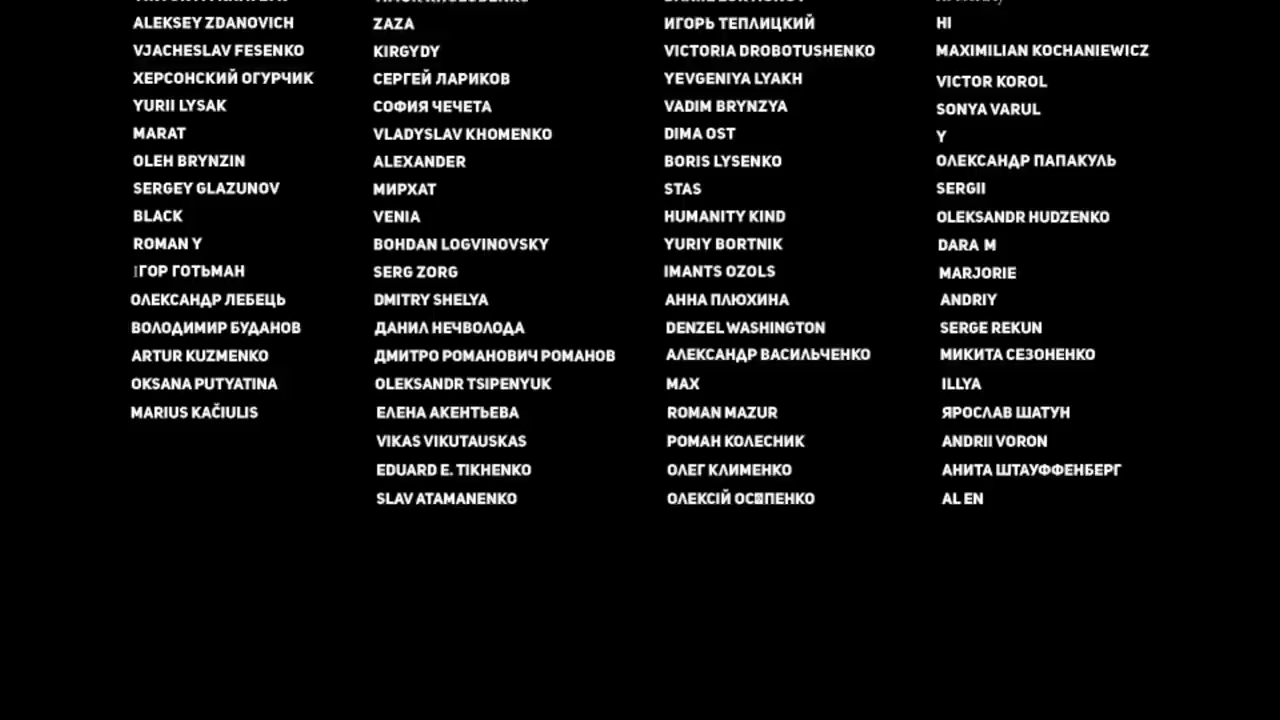 ALEKSEY ZDANOVICH
VJACHESLAV FESENKO
ХЕРСОНСКИЙ ОГУРЧИК
YURII LYSAK
MARAT
OLEH BRYNZIN
SERGEY GLAZUNOV
BLACK
ROMAN Y
ІГОР ГОТЬМАН
ОЛЕКСАНДР ЛЕБЕЦЬ
ВОЛОДИМИР БУДАНОВ
ARTUR KUZMENKO
OKSANA PUTYATINA
MARIUS KAČIULIS
ZAZA
KIRGYDY
СЕРГЕЙ ЛАРИКОВ
СОФИЯ ЧЕЧЕТА
VLADYSLAV KHOMENKO
ALEXANDER
МИРХАТ
VENIA
BOHDAN LOGVINOVSKY
SERG ZORG
DMITRY SHELYA
ДАНИЛ НЕЧВОЛОДА
ДМИТРО РОМАНОВИЧ РОМАНОВ
OLEKSANDR TSIPENYUK
ЕЛЕНА АКЕНТЬЕВА
VIKAS VIKUTAUSKAS
EDUARD E. TIKHENKO
SLAV ATAMANENKO
ИГОРЬ ТЕПЛИЦКИЙ
VICTORIA DROBOTUSHENKO
YEVGENIYA LYAKH
VADIM BRYNZYA
DIMA OST
BORIS LYSENKO
STAS
HUMANITY KIND
YURIY BORTNIK
IMANTS OZOLS
АННА ПЛЮХИНА
DENZEL WASHINGTON
АЛЕКСАНДР ВАСИЛЬЧЕНКО
MAX
ROMAN MAZUR
РОМАН КОЛЕСНИК
ОЛЕГ КЛИМЕНКО
ОЛЕКСІЙ
HI
MAXIMILIAN KOCHANIEWICZ
VICTOR KOROL
SONYA VARUL
Y
ОЛЕКСАНДР ПАПАКУЛЬ
SERGII
OLEKSANDR HUDZENKO
DARA M
MARJORIE
ANDRIY
SERGE REKUN
МИКИТА СЕЗОНЕНКО
ILLYA
ЯРОСЛАВ ШАТУН
ANDRII VORON
АНИТА ШТАУФФЕНБЕРГ
AL EN